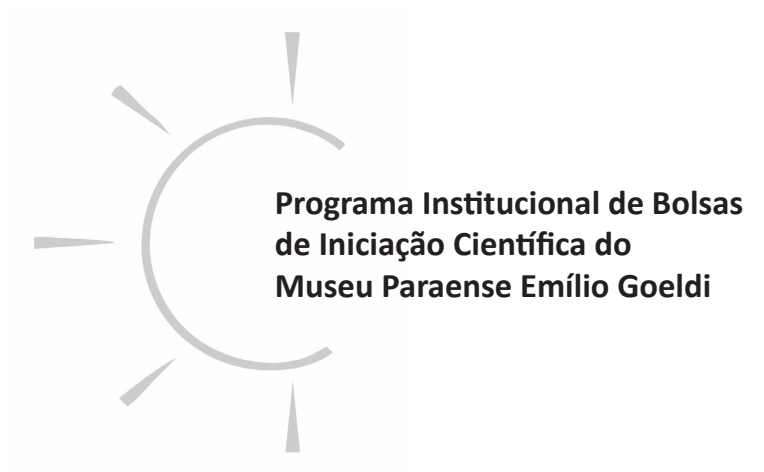 Programa Institucional de Bolsas
de Iniciação Científica do
Museu Paraense Emílio Goeldi